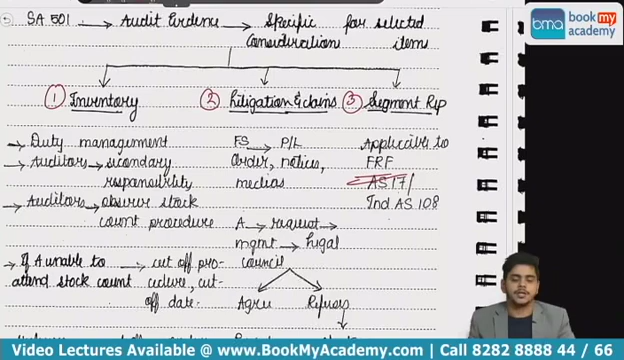 SA 501 → Audit Evidence → Specific for selected
consideration item
① Inventory ② Litigation & claims ③ Segment Rep
→ Duty management
→ Auditors → secondary
responsibility
→ Auditors → observe stock
count procedure
→ If A unable to → cut off pro-
attend stock count cedure, cut-
off date.
FS → P/L
Order, notices,
medias
A → request →
mgmt → legal
council
Agree Refuses
Applicable to
FRF
AS 17/
Ind AS 108
bma book my
academy
Video Lectures Available @ www.BookMyAcademy.com | Call 8282 8888 44 / 66